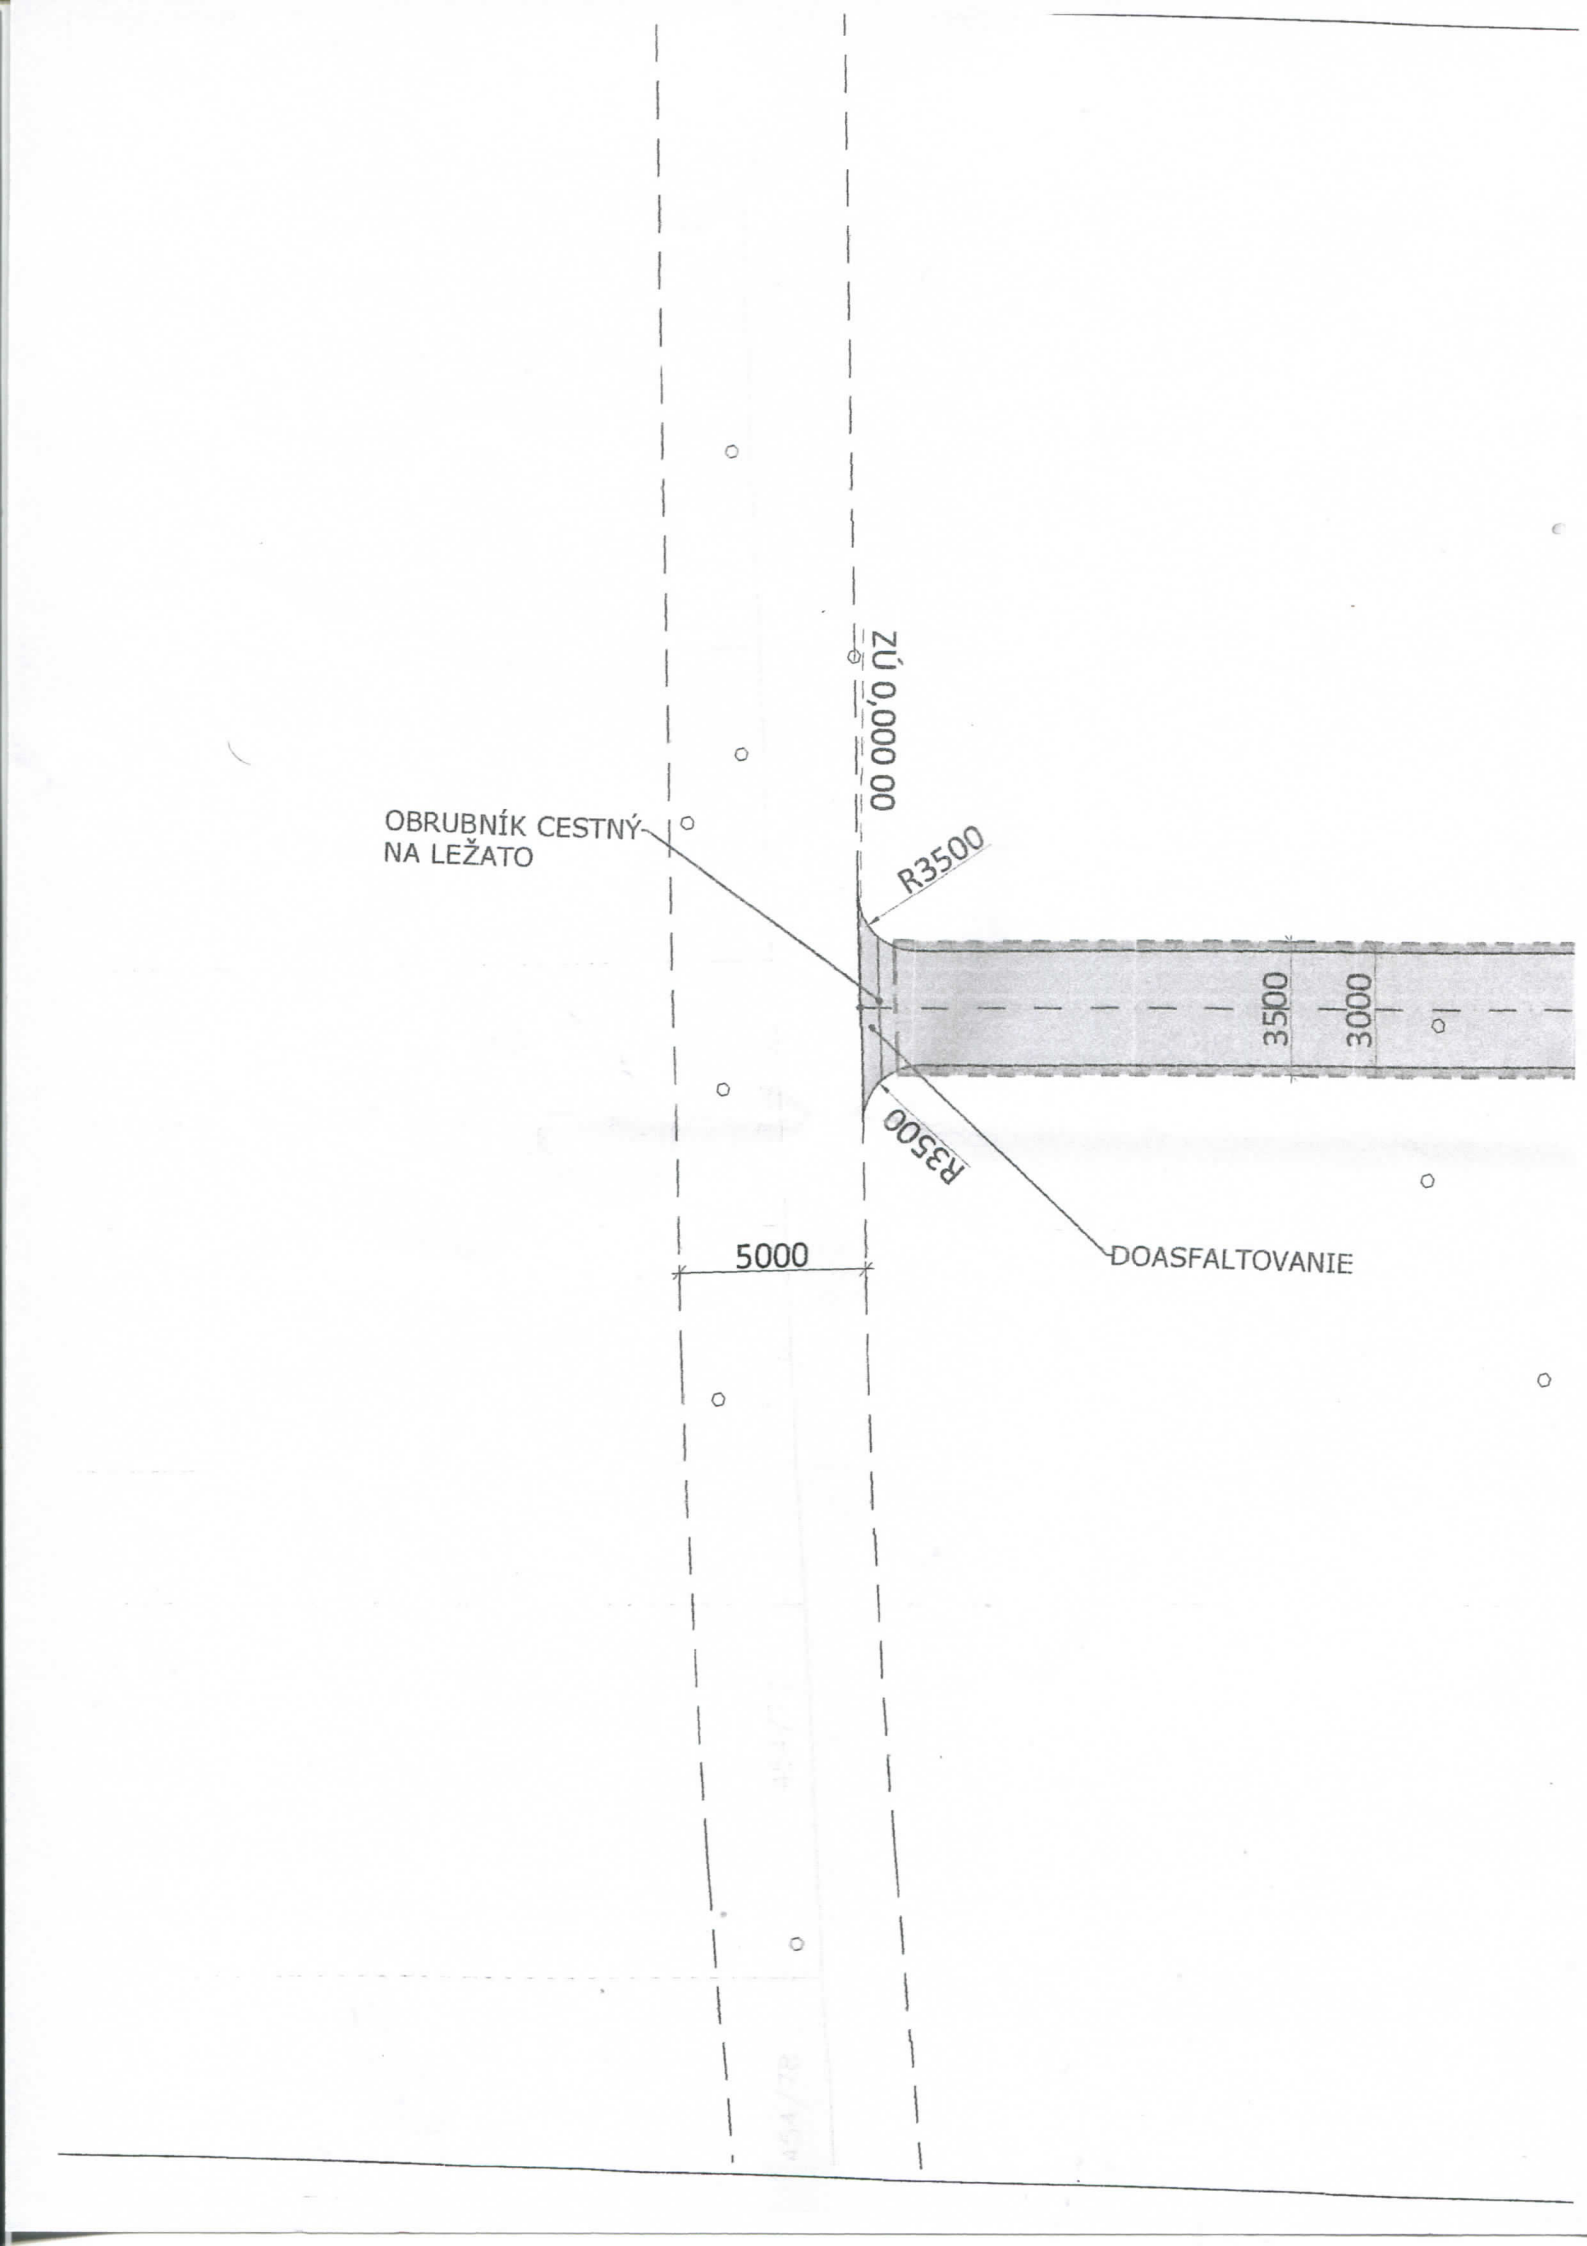 ZÚ 0,000 00
OBRUBNÍK CESTNÝ
NA LEŽATO
R3500
3500
3000
R3500
5000
DOASFALTOVANIE